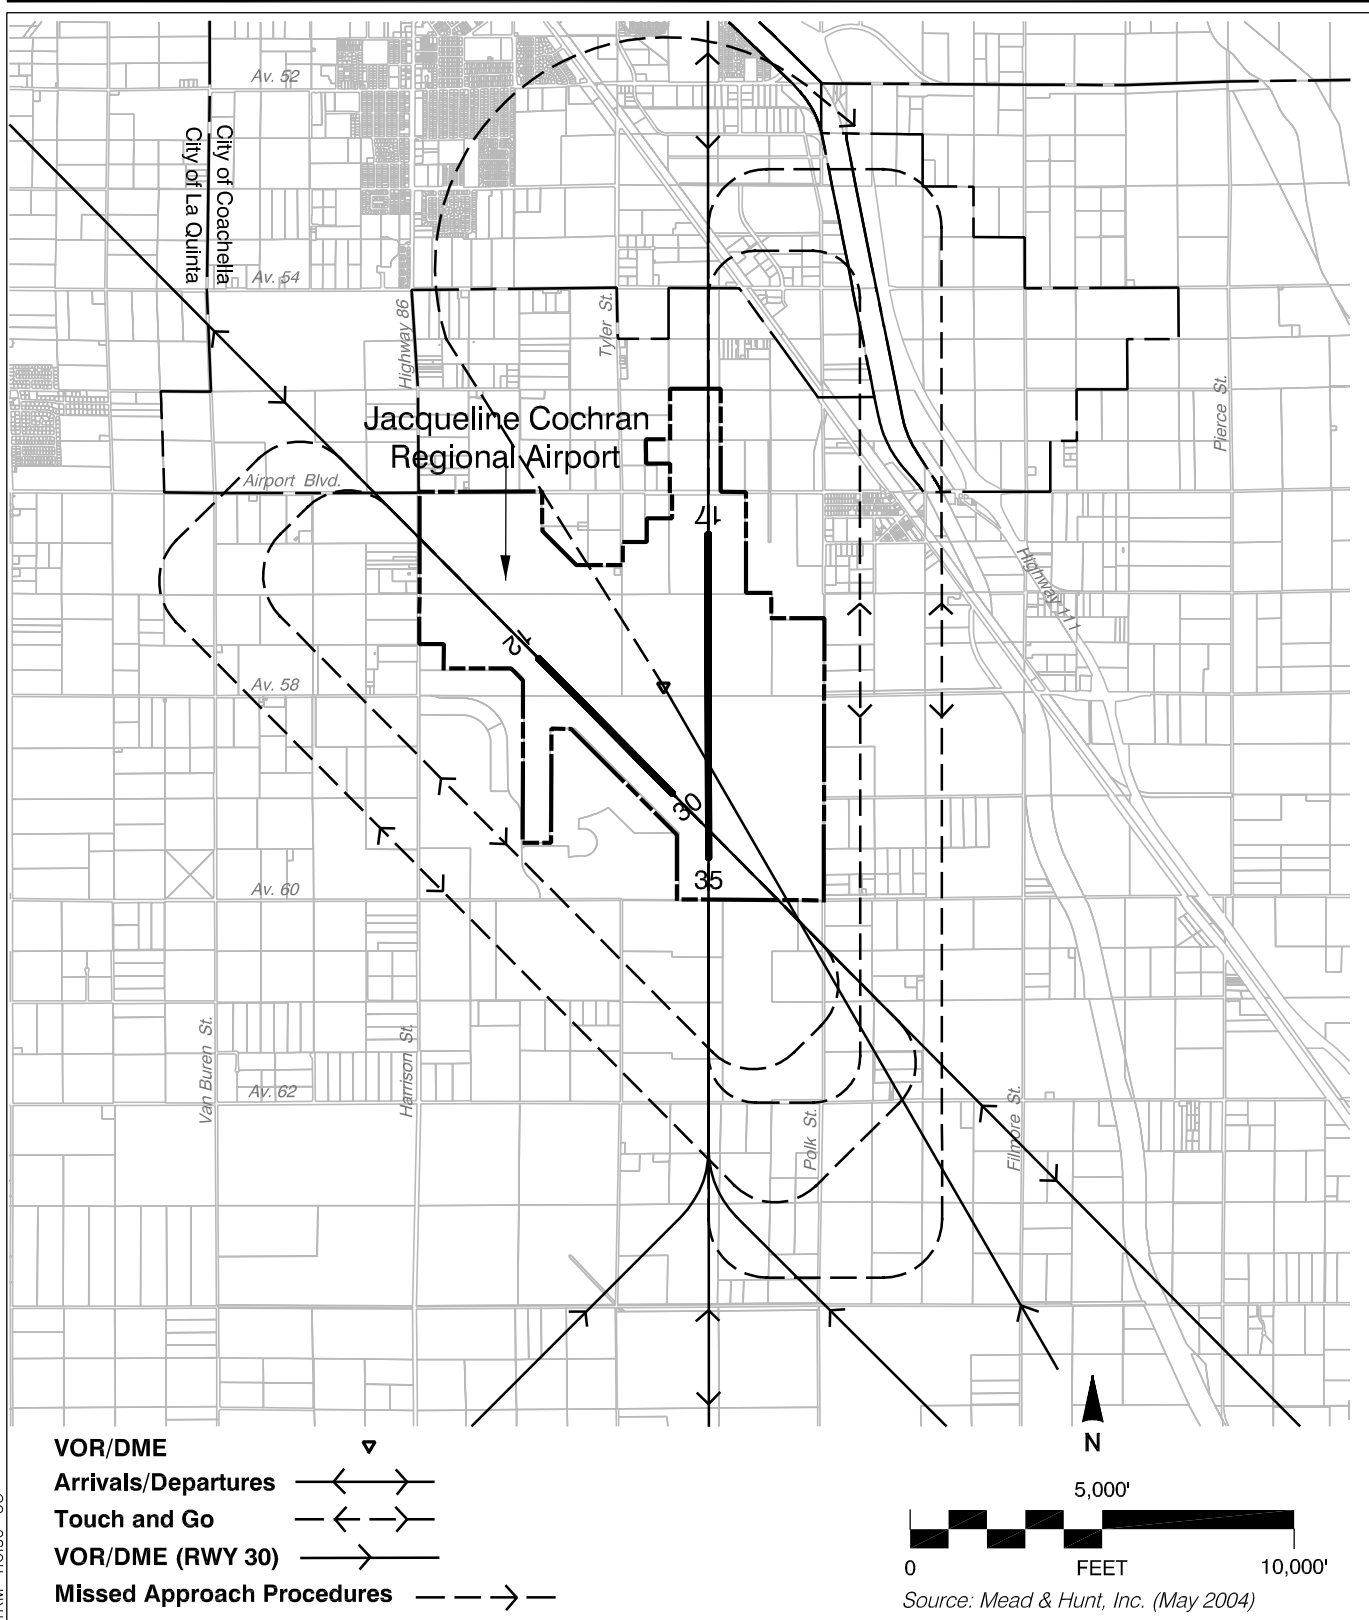 Av. 52
City of Coachella
City of La Quinta
Av. 54
Highway 86
Tyler St.
Pierce St.
Jacqueline Cochran
Regional Airport
Airport Blvd.
17
Highway 111
12
Av. 58
30
35
Av. 60
Van Buren St.
Harrison St.
Av. 62
Polk St.
Filmore St.
N
VOR/DME
Arrivals/Departures
Touch and Go
VOR/DME (RWY 30)
Missed Approach Procedures
5,000'
0 FEET 10,000'
Source: Mead & Hunt, Inc. (May 2004)